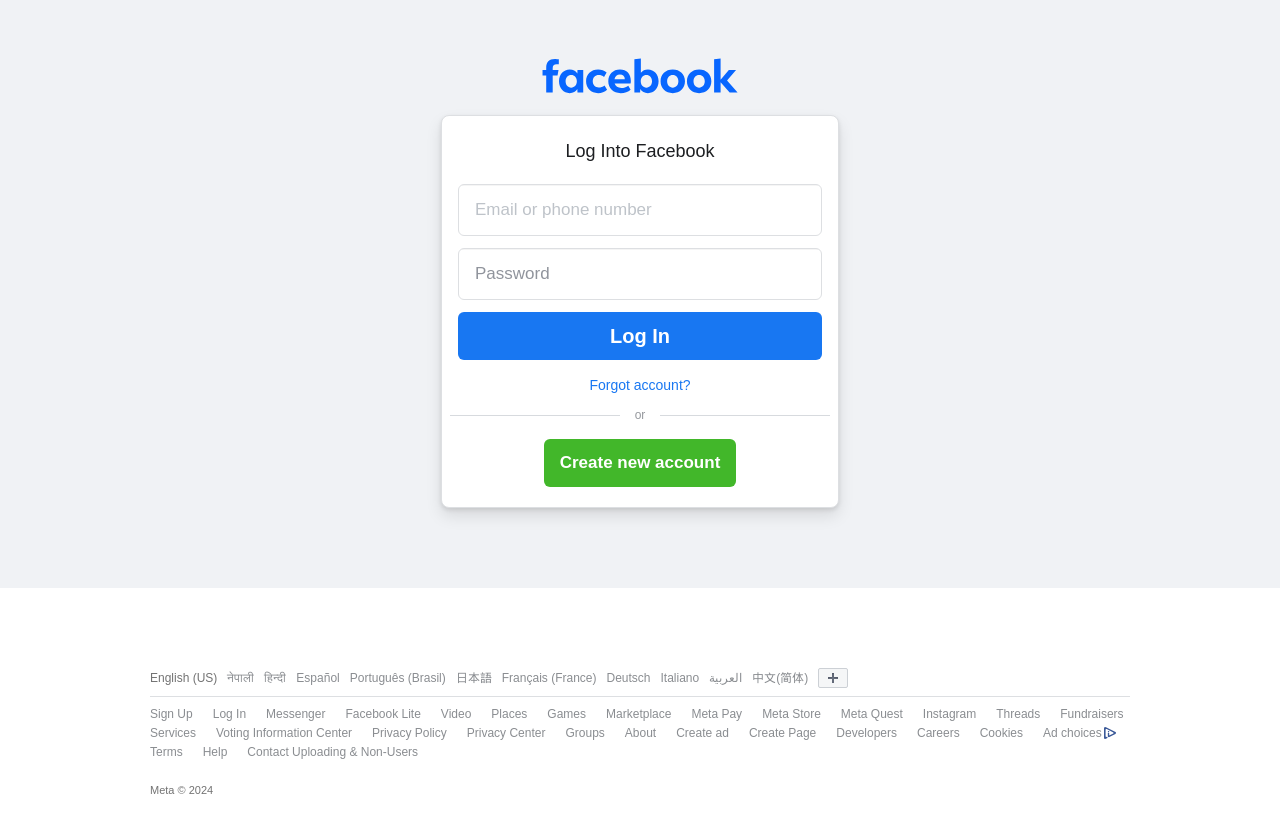 facebook
Log Into Facebook
Email or phone number
Password
Log In
Forgot account?
or
Create new account
English (US) नेपाली हिन्दी Español Português (Brasil) 日本語 Français (France) Deutsch Italiano العربية 中文(简体)
Sign Up Log In Messenger Facebook Lite Video Places Games Marketplace Meta Pay Meta Store Meta Quest Instagram Threads Fundraisers
Services Voting Information Center Privacy Policy Privacy Center Groups About Create ad Create Page Developers Careers Cookies Ad choices
Terms Help Contact Uploading & Non-Users
Meta © 2024